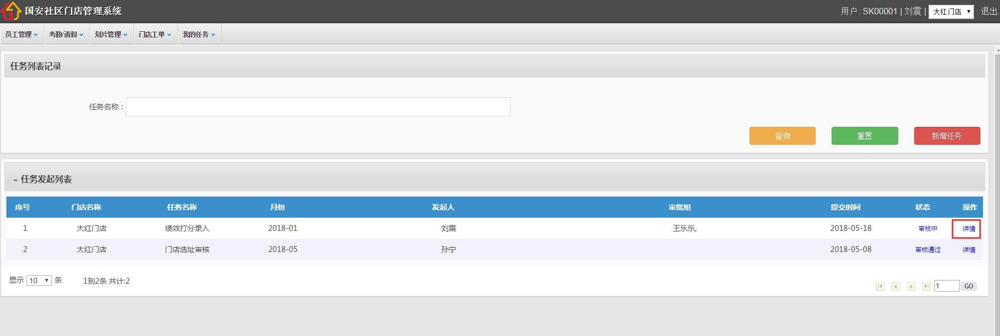 国安社区门店管理系统
用户: SK00001 | 刘震 | 大红门店 | 退出
员工管理 考勤/请假 划片管理 门店工单 我的任务
任务列表记录
任务名称：
查询 重置 新增任务
- 任务发起列表
序号 门店名称 任务名称 月份 发起人 审批组 提交时间 状态 操作
1 大红门店 绩效打分录入 2018-01 刘震 王乐乐, 2018-05-18 审核中 详情
2 大红门店 门店选址审核 2018-05 孙宁 2018-05-08 审核通过 详情
显示 10 条 1到2条 共计:2
1 GO